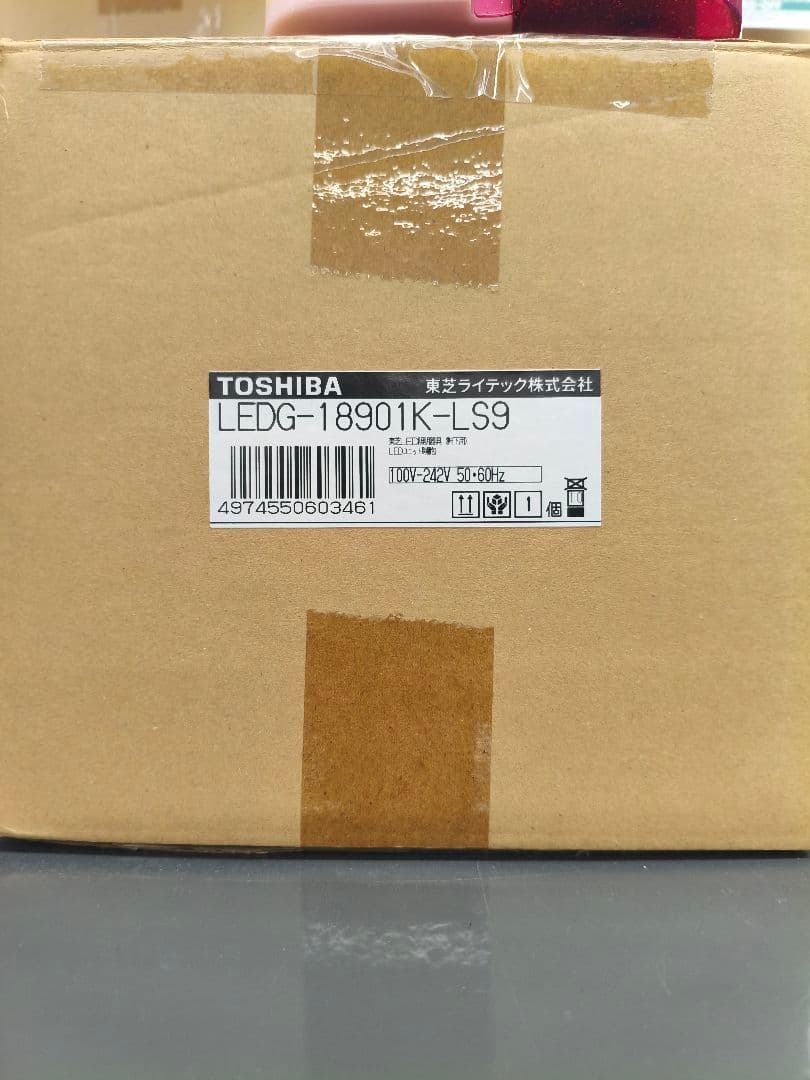 TOSHIBA 東芝ライテック株式会社
LEDG-18901K-LS9
100V-242V 50・60Hz
4974550603461
1 個